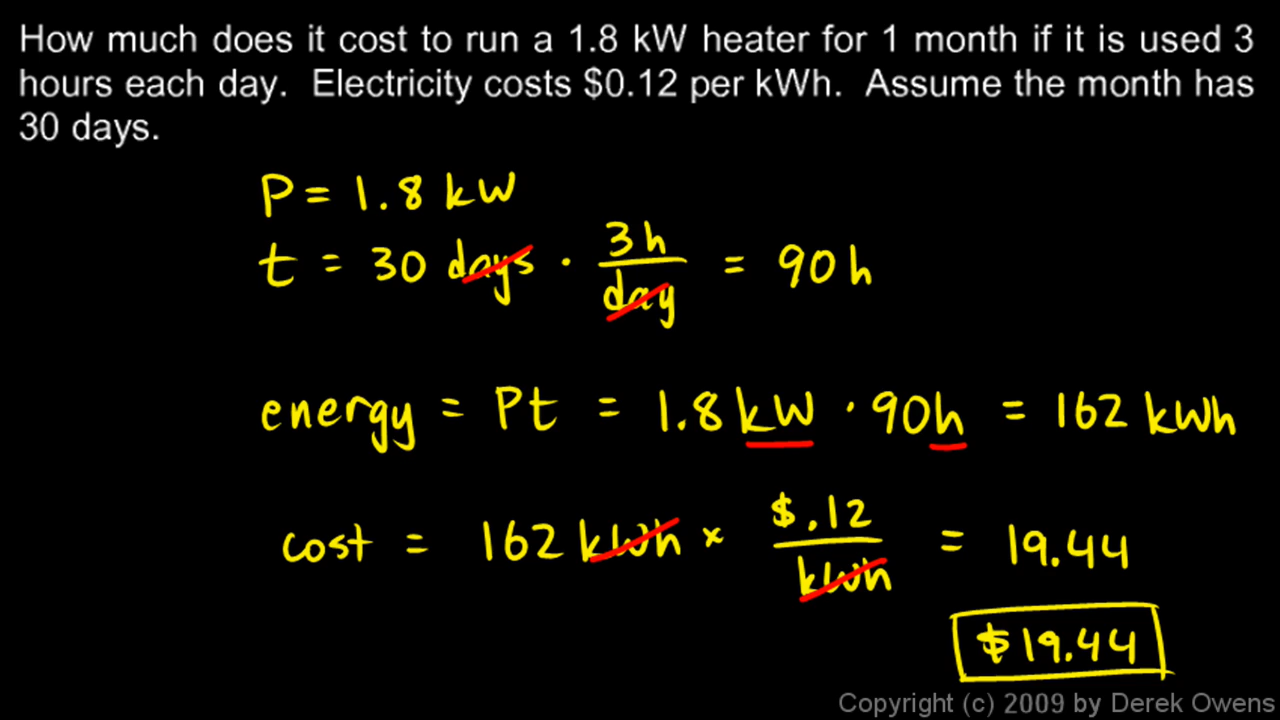 How much does it cost to run a 1.8 kW heater for 1 month if it is used 3
hours each day. Electricity costs $0.12 per kWh. Assume the month has
30 days.
P = 1.8 kW
t = 30 days · 3h/day = 90 h
energy = Pt = 1.8 kW · 90h = 162 kWh
cost = 162 kWh × $.12/kWh = 19.44
$19.44
Copyright (c) 2009 by Derek Owens